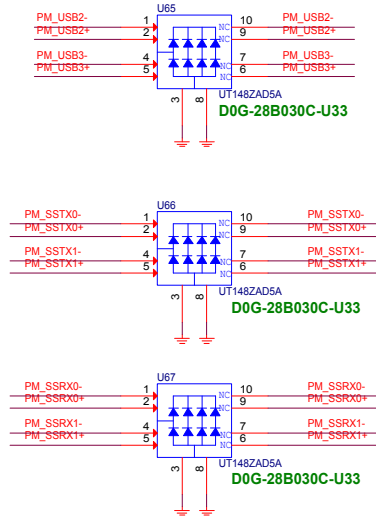 U65
PM_USB2- 1 10 PM_USB2-
PM_USB2+ 2 NC 9 PM_USB2+
NC
PM_USB3- 4 7 PM_USB3-
PM_USB3+ 5 NC 6 PM_USB3+
NC
3 8
UT148ZAD5A
D0G-28B030C-U33
U66
PM_SSTX0- 1 10 PM_SSTX0-
PM_SSTX0+ 2 NC 9 PM_SSTX0+
NC
PM_SSTX1- 4 7 PM_SSTX1-
PM_SSTX1+ 5 NC 6 PM_SSTX1+
NC
3 8
UT148ZAD5A
D0G-28B030C-U33
U67
PM_SSRX0- 1 10 PM_SSRX0-
PM_SSRX0+ 2 NC 9 PM_SSRX0+
NC
PM_SSRX1- 4 7 PM_SSRX1-
PM_SSRX1+ 5 NC 6 PM_SSRX1+
NC
3 8
UT148ZAD5A
D0G-28B030C-U33